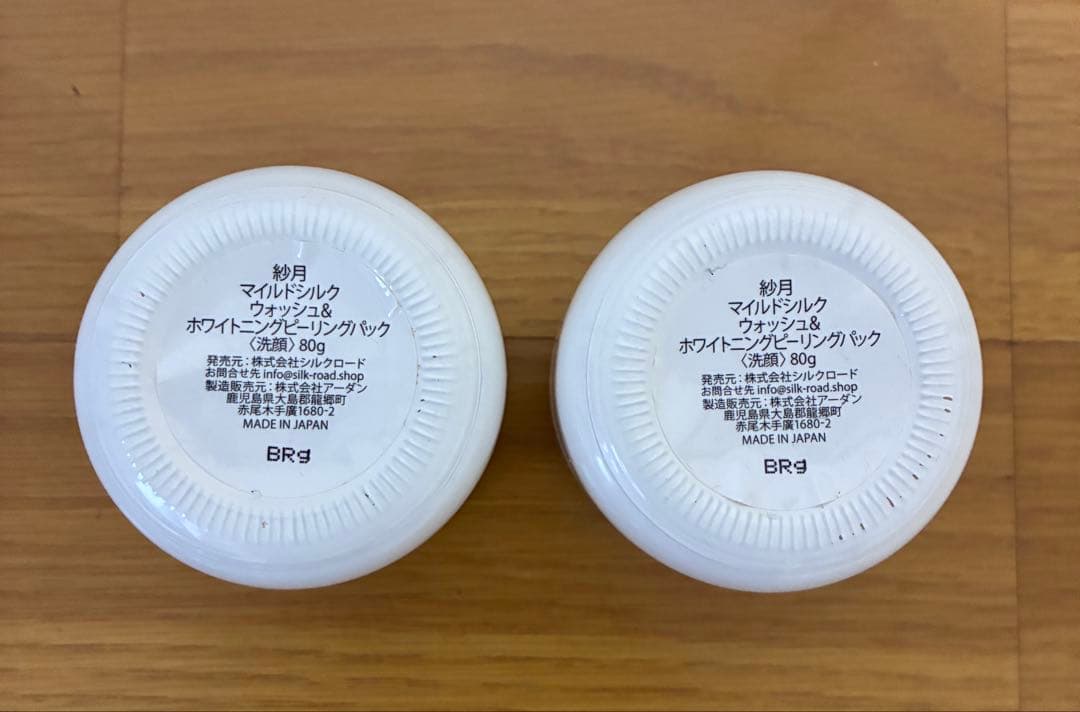 紗月
マイルドシルク
ウォッシュ&
ホワイトニングピーリングパック
〈洗顔〉80g
発売元：株式会社シルクロード
お問合せ先 info@silk-road.shop
製造販売元：株式会社アーダン
鹿児島県大島郡龍郷町
赤尾木手廣1680-2
MADE IN JAPAN
BRg
紗月
マイルドシルク
ウォッシュ&
ホワイトニングピーリングパック
〈洗顔〉80g
発売元：株式会社シルクロード
お問合せ先 info@silk-road.shop
製造販売元：株式会社アーダン
鹿児島県大島郡龍郷町
赤尾木手廣1680-2
MADE IN JAPAN
BRg